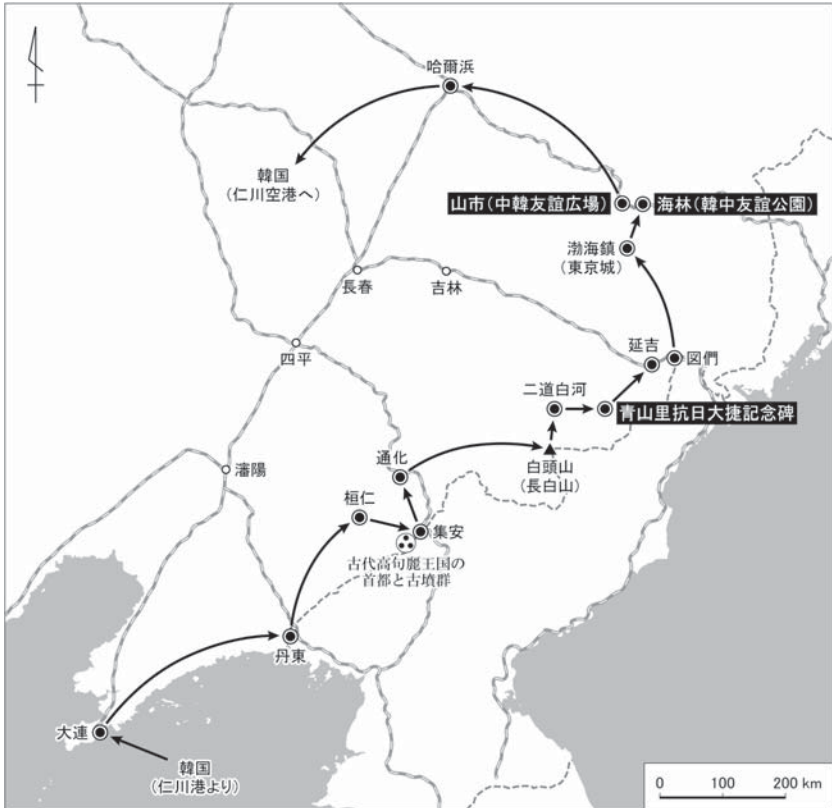 哈爾浜
韓国
(仁川空港へ)
山市(中韓友誼広場)
海林(韓中友誼公園)
渤海鎮
(東京城)
長春
吉林
延吉
図們
四平
二道白河
青山里抗日大捷記念碑
通化
白頭山
(長白山)
瀋陽
桓仁
集安
古代高句麗王国の
首都と古墳群
丹東
大連
韓国
(仁川港より)
0 100 200 km